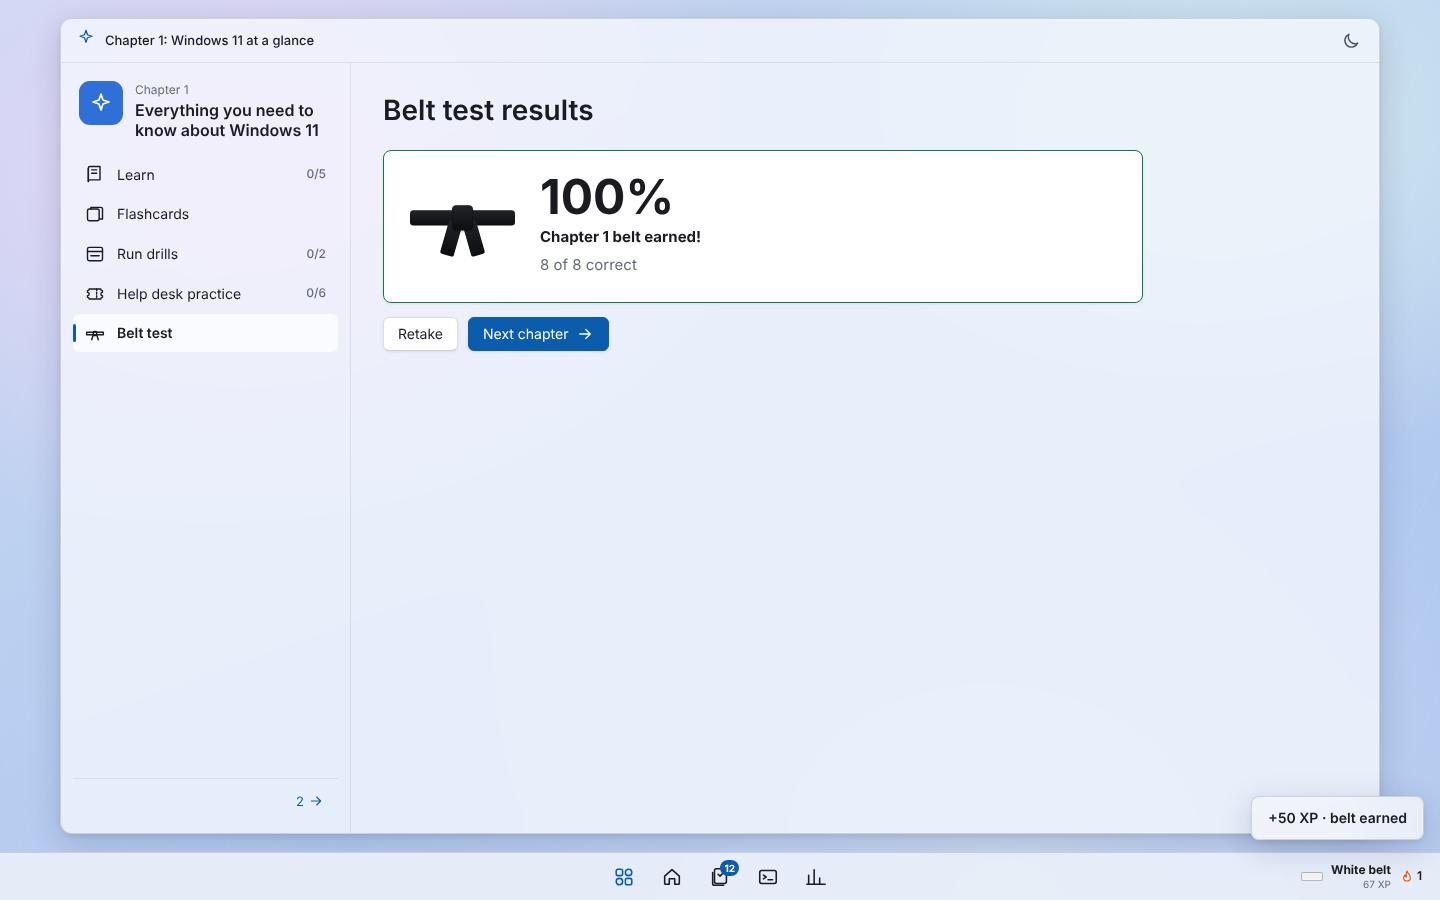 Chapter 1: Windows 11 at a glance
Chapter 1
Everything you need to
know about Windows 11
Learn 0/5
Flashcards
Run drills 0/2
Help desk practice 0/6
Belt test
2
Belt test results
100%
Chapter 1 belt earned!
8 of 8 correct
Retake
Next chapter
+50 XP · belt earned
12
White belt
67 XP
1